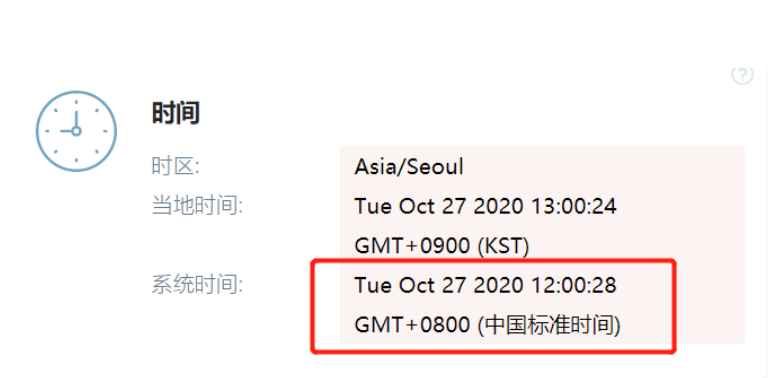 时间
时区: Asia/Seoul
当地时间: Tue Oct 27 2020 13:00:24
GMT+0900 (KST)
系统时间: Tue Oct 27 2020 12:00:28
GMT+0800 (中国标准时间)